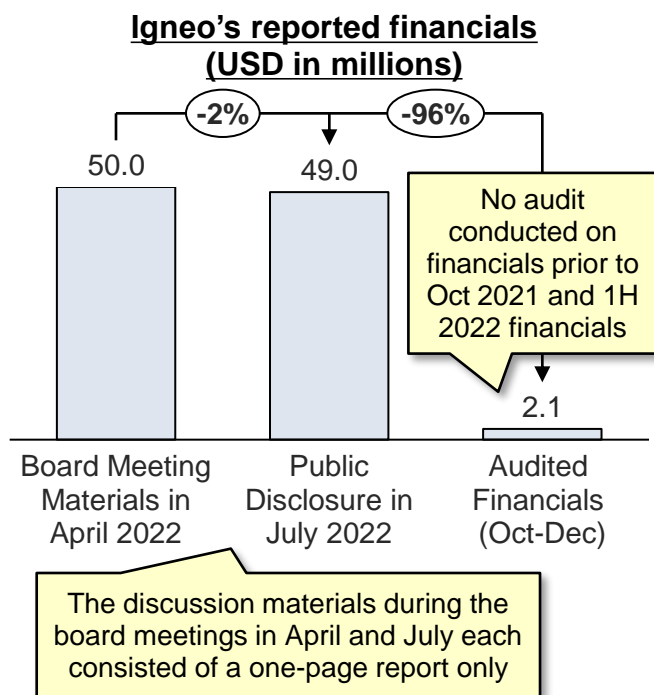 Igneo's reported financials
(USD in millions)
-2%
-96%
50.0
49.0
No audit
conducted on
financials prior to
Oct 2021 and 1H
2022 financials
2.1
Board Meeting
Materials in
April 2022
Public
Disclosure in
July 2022
Audited
Financials
(Oct-Dec)
The discussion materials during the
board meetings in April and July each
consisted of a one-page report only